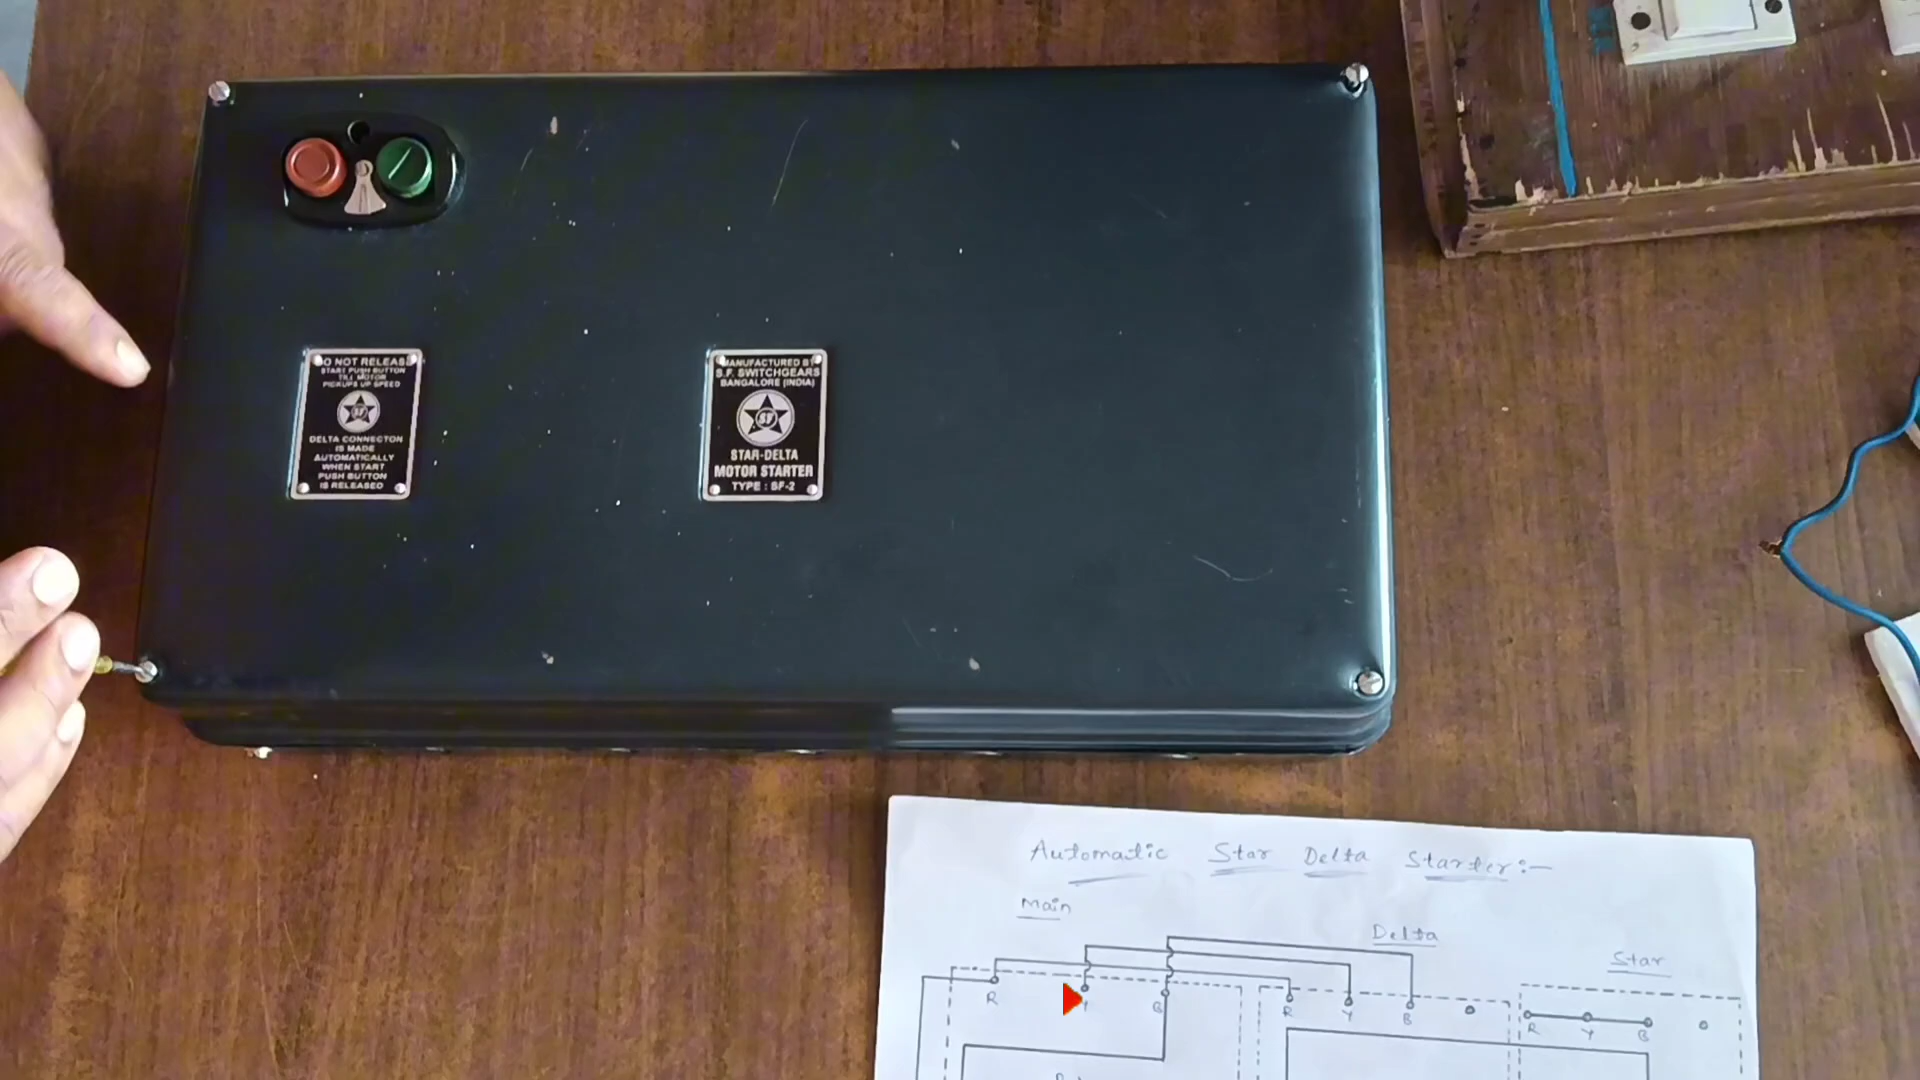 DO NOT RELEASE
START PUSH BUTTON
TILL MOTOR
PICKUPS UP SPEED
SF
DELTA CONNECTON
IS MADE
AUTOMATICALLY
WHEN START
PUSH BUTTON
IS RELEASED
MANUFACTURED BY
S.F. SWITCHGEARS
BANGALORE (INDIA)
SF
STAR-DELTA
MOTOR STARTER
TYPE : SF-2
Automatic Star Delta Starter:-
Main
Delta
Star
R Y B
R Y B
R Y B